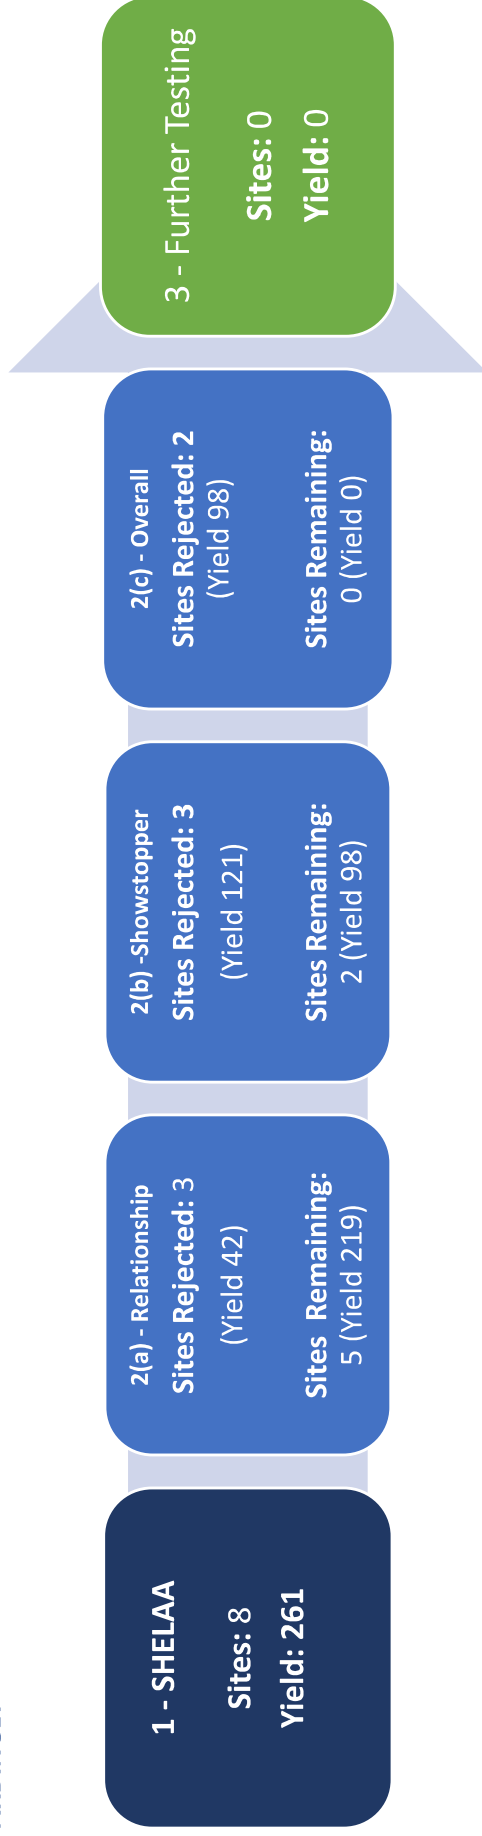 1 - SHELAA
Sites: 8
Yield: 261
2(a) - Relationship
Sites Rejected: 3
(Yield 42)
Sites Remaining:
5 (Yield 219)
2(b) -Showstopper
Sites Rejected: 3
(Yield 121)
Sites Remaining:
2 (Yield 98)
2(c) - Overall
Sites Rejected: 2
(Yield 98)
Sites Remaining:
0 (Yield 0)
3 - Further Testing
Sites: 0
Yield: 0